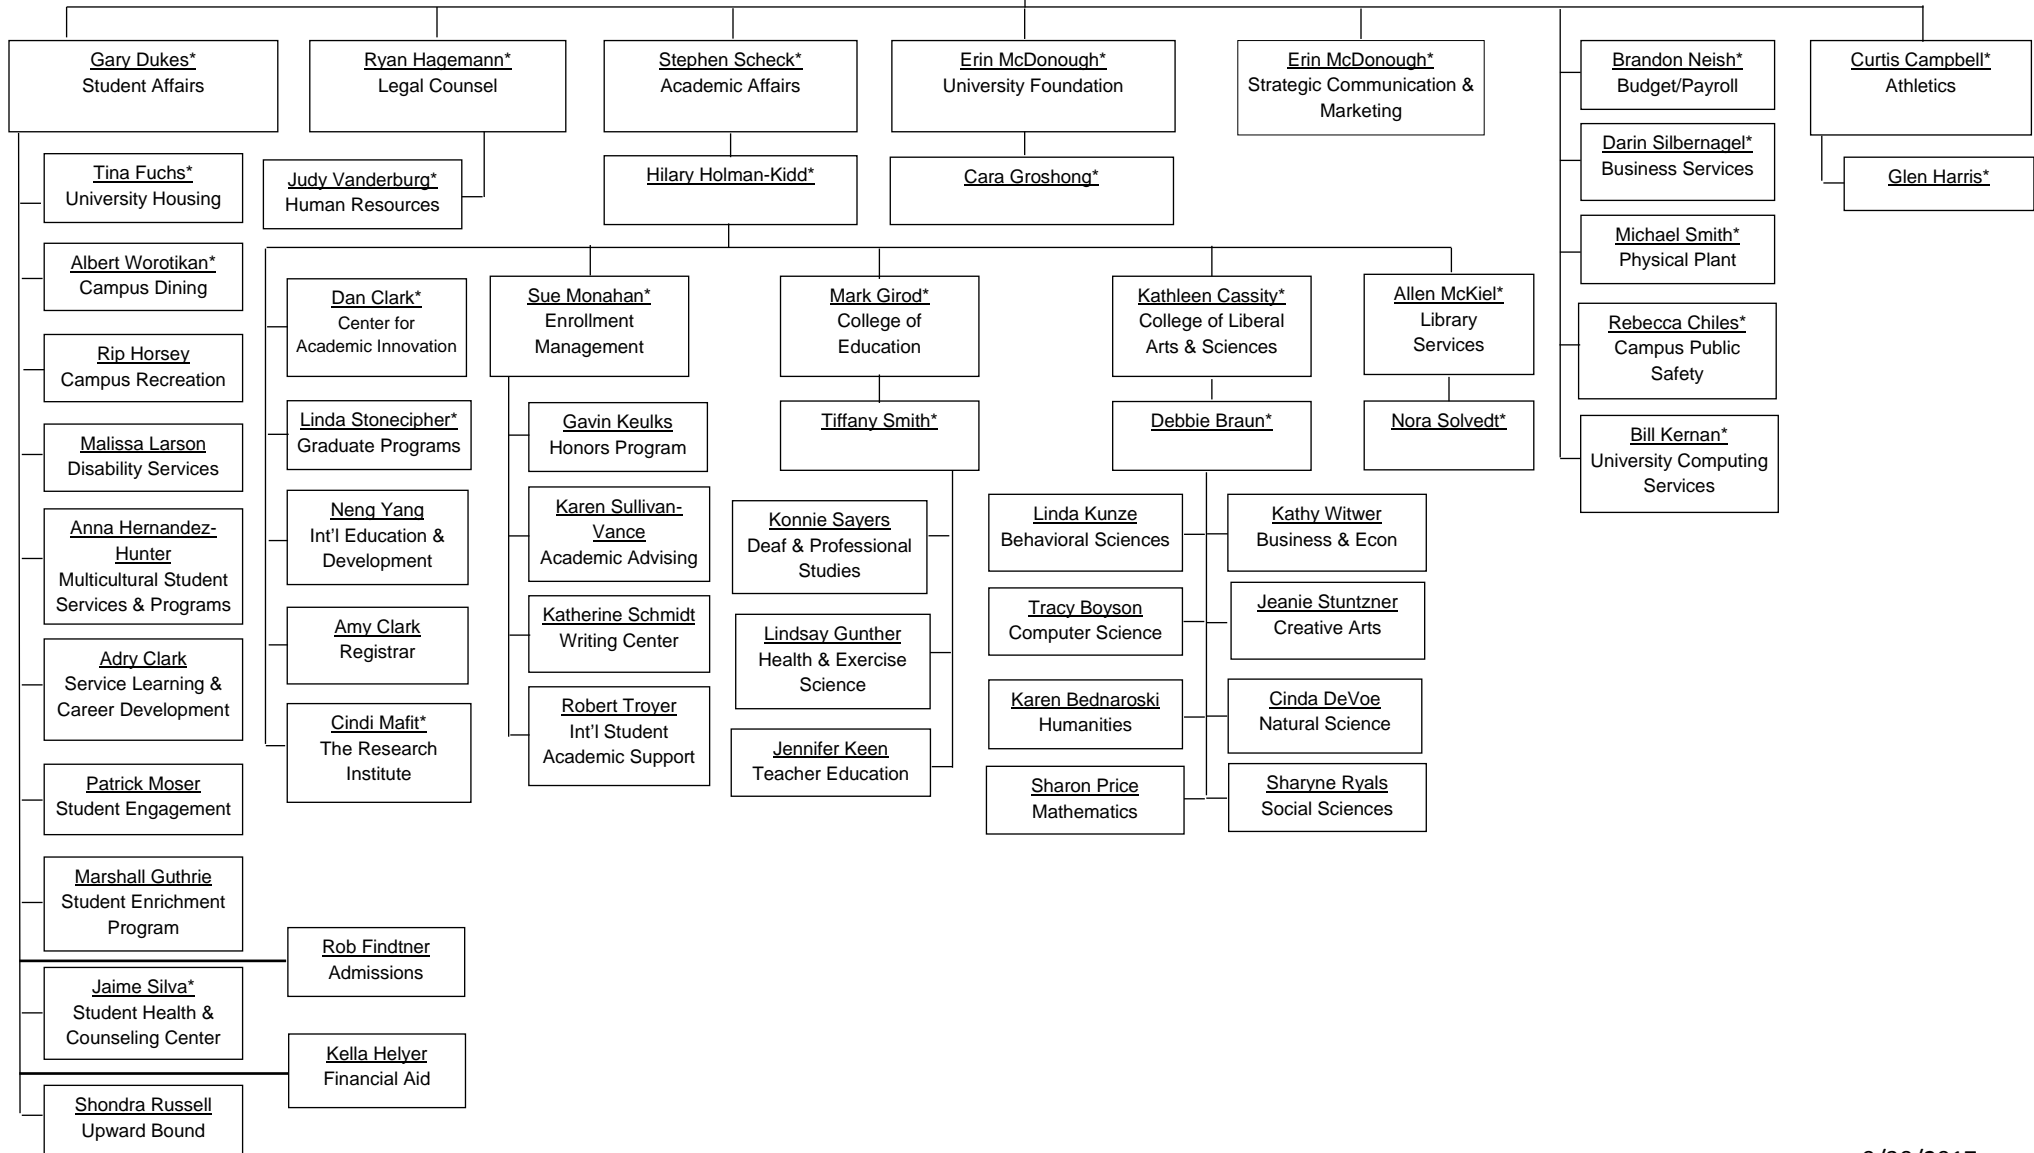 Gary Dukes*
Student Affairs
Ryan Hagemann*
Legal Counsel
Stephen Scheck*
Academic Affairs
Erin McDonough*
University Foundation
Erin McDonough*
Strategic Communication &
Marketing
Brandon Neish*
Budget/Payroll
Curtis Campbell*
Athletics
Tina Fuchs*
University Housing
Albert Worotikan*
Campus Dining
Rip Horsey
Campus Recreation
Malissa Larson
Disability Services
Anna Hernandez-
Hunter
Multicultural Student
Services & Programs
Adry Clark
Service Learning &
Career Development
Patrick Moser
Student Engagement
Marshall Guthrie
Student Enrichment
Program
Rob Findtner
Admissions
Jaime Silva*
Student Health &
Counseling Center
Kella Helyer
Financial Aid
Shondra Russell
Upward Bound
Judy Vanderburg*
Human Resources
Hilary Holman-Kidd*
Dan Clark*
Center for
Academic Innovation
Linda Stonecipher*
Graduate Programs
Neng Yang
Int'l Education &
Development
Amy Clark
Registrar
Cindi Mafit*
The Research
Institute
Sue Monahan*
Enrollment
Management
Gavin Keulks
Honors Program
Karen Sullivan-
Vance
Academic Advising
Katherine Schmidt
Writing Center
Robert Troyer
Int'l Student
Academic Support
Mark Girod*
College of
Education
Tiffany Smith*
Konnie Sayers
Deaf & Professional
Studies
Lindsay Gunther
Health & Exercise
Science
Jennifer Keen
Teacher Education
Kathleen Cassity*
College of Liberal
Arts & Sciences
Debbie Braun*
Linda Kunze
Behavioral Sciences
Kathy Witwer
Business & Econ
Tracy Boyson
Computer Science
Jeanie Stuntzner
Creative Arts
Karen Bednaroski
Humanities
Cinda DeVoe
Natural Science
Sharon Price
Mathematics
Sharyne Ryals
Social Sciences
Allen McKiel*
Library
Services
Nora Solvedt*
Cara Groshong*
Darin Silbernagel*
Business Services
Michael Smith*
Physical Plant
Rebecca Chiles*
Campus Public
Safety
Bill Kernan*
University Computing
Services
Glen Harris*